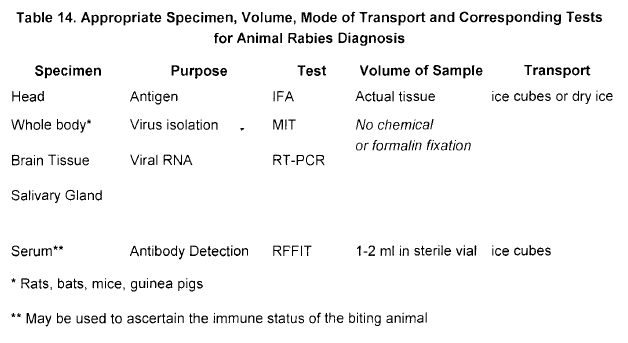 Table 14. Appropriate Specimen, Volume, Mode of Transport and Corresponding Tests
for Animal Rabies Diagnosis
Specimen Purpose Test Volume of Sample Transport
Head Antigen IFA Actual tissue ice cubes or dry ice
Whole body* Virus isolation MIT No chemical
or formalin fixation
Brain Tissue Viral RNA RT-PCR
Salivary Gland
Serum** Antibody Detection RFFIT 1-2 ml in sterile vial ice cubes
* Rats, bats, mice, guinea pigs
** May be used to ascertain the immune status of the biting animal